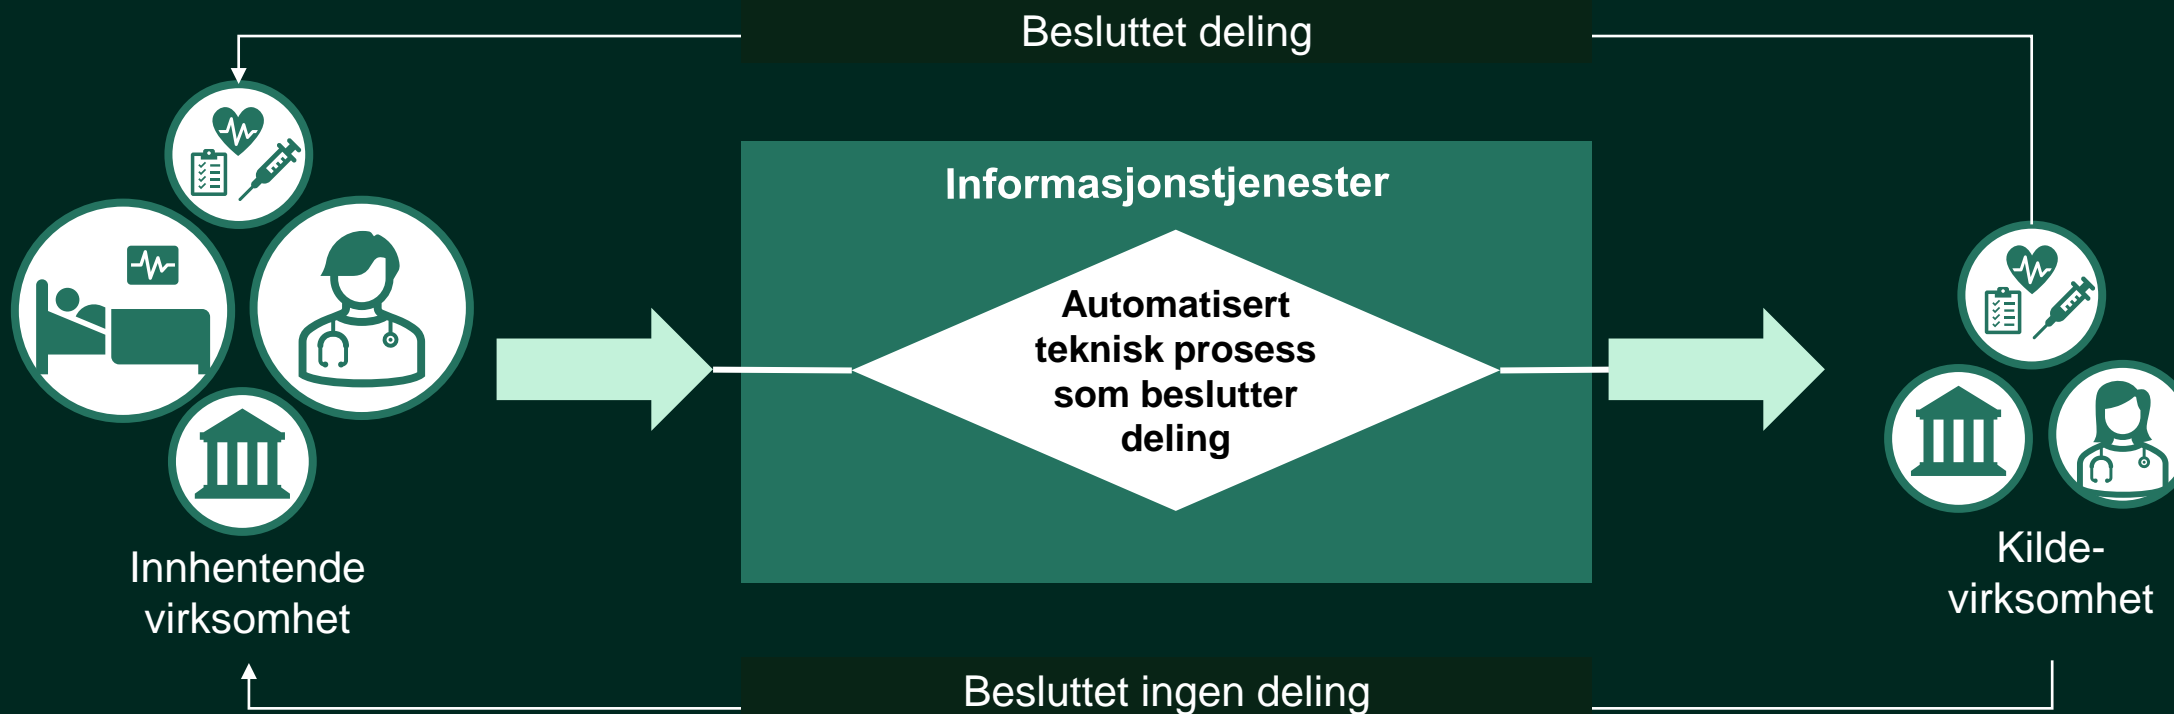 Besluttet deling
Informasjonstjenester
Automatisert
teknisk prosess
som beslutter
deling
Innhentende
virksomhet
Kilde-
virksomhet
Besluttet ingen deling